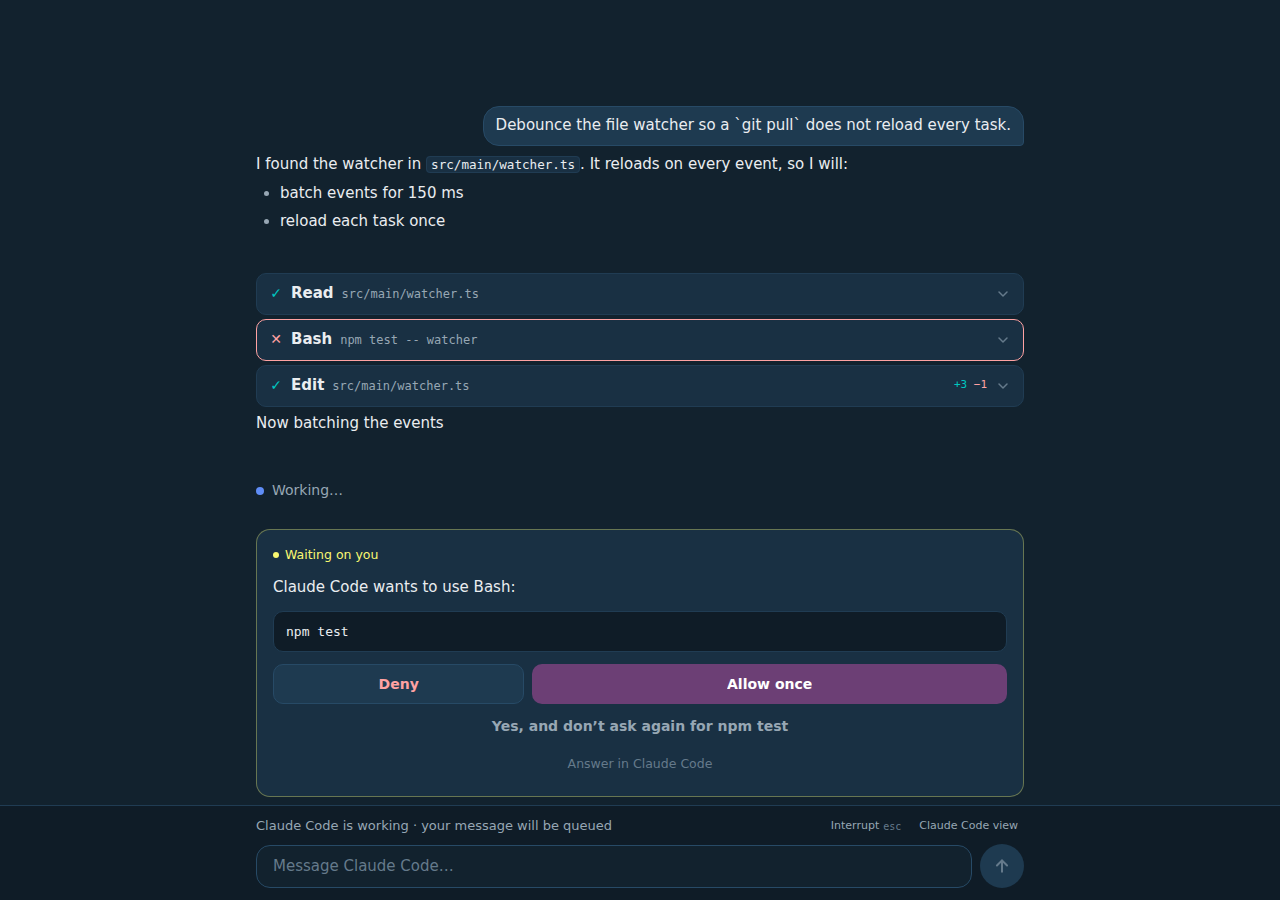 Debounce the file watcher so a `git pull` does not reload every task.
I found the watcher in src/main/watcher.ts. It reloads on every event, so I will:
• batch events for 150 ms
• reload each task once
✓ Read src/main/watcher.ts
✕ Bash npm test -- watcher
✓ Edit src/main/watcher.ts +3 −1
Now batching the events
Working…
Waiting on you
Claude Code wants to use Bash:
npm test
Deny Allow once
Yes, and don’t ask again for npm test
Answer in Claude Code
Claude Code is working · your message will be queued Interrupt esc Claude Code view
Message Claude Code…